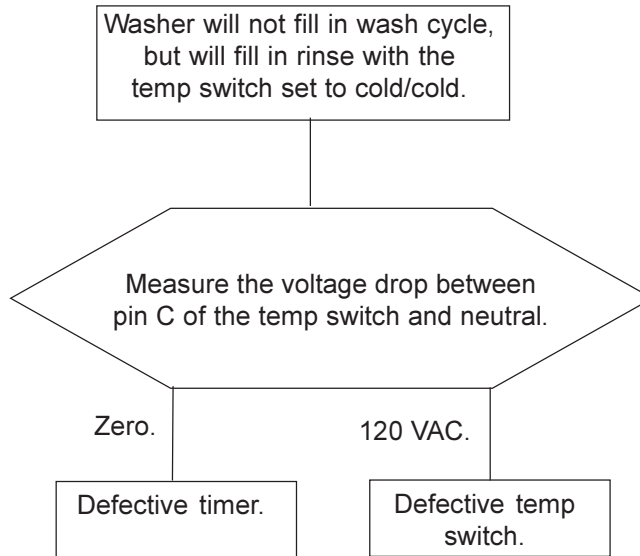 Washer will not fill in wash cycle,
but will fill in rinse with the
temp switch set to cold/cold.
Measure the voltage drop between
pin C of the temp switch and neutral.
Zero.
120 VAC.
Defective timer.
Defective temp
switch.